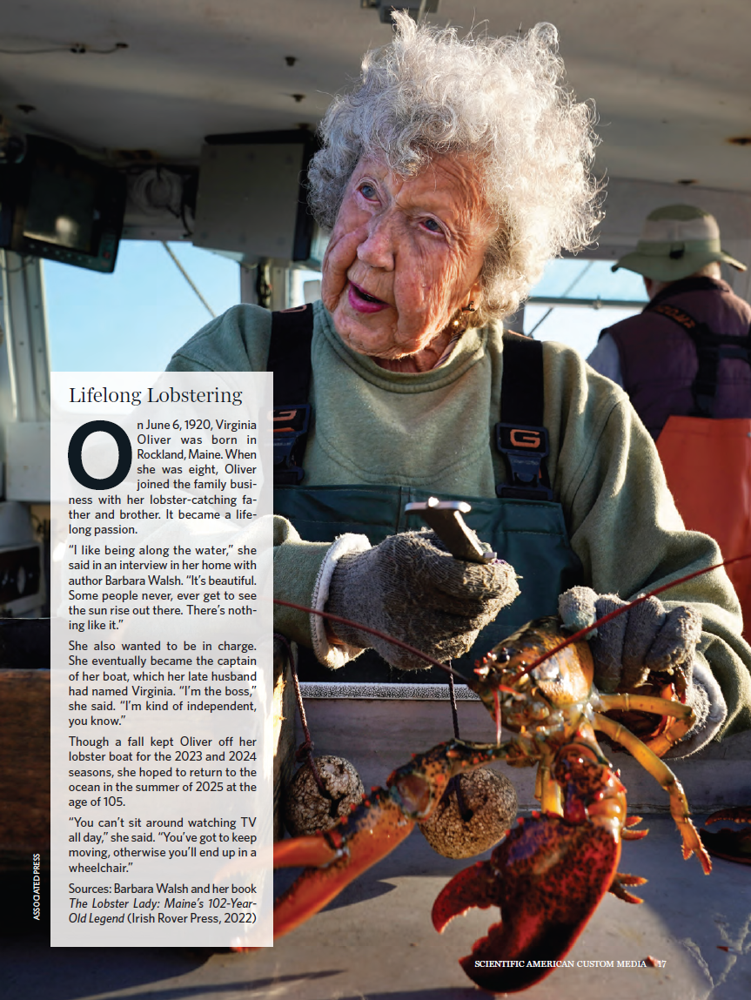 Lifelong Lobstering
On June 6, 1920, Virginia
Oliver was born in
Rockland, Maine. When
she was eight, Oliver
joined the family busi-
ness with her lobster-catching fa-
ther and brother. It became a life-
long passion.
“I like being along the water,” she
said in an interview in her home with
author Barbara Walsh. “It’s beautiful.
Some people never, ever get to see
the sun rise out there. There’s noth-
ing like it.”
She also wanted to be in charge.
She eventually became the captain
of her boat, which her late husband
had named Virginia. “I’m the boss,”
she said. “I’m kind of independent,
you know.”
Though a fall kept Oliver off her
lobster boat for the 2023 and 2024
seasons, she hoped to return to the
ocean in the summer of 2025 at the
age of 105.
“You can’t sit around watching TV
all day,” she said. “You’ve got to keep
moving, otherwise you’ll end up in a
wheelchair.”
Sources: Barbara Walsh and her book
The Lobster Lady: Maine’s 102-Year-
Old Legend (Irish Rover Press, 2022)
ASSOCIATED PRESS
G
SCIENTIFIC AMERICAN CUSTOM MEDIA 17